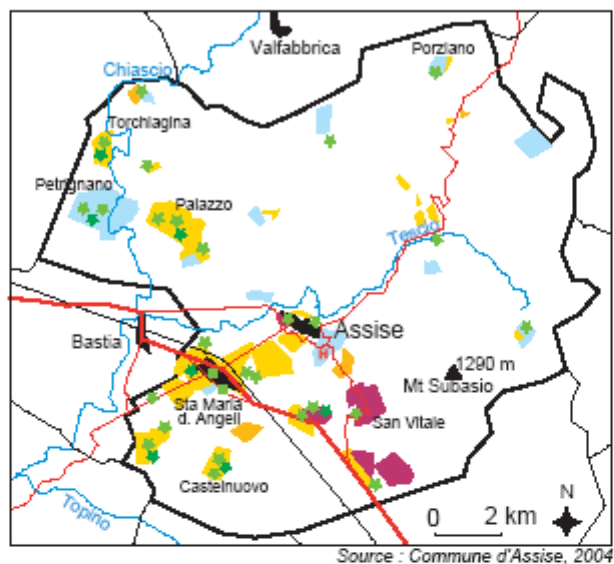 Valfabbrica
Porziano
Chiascio
Torchiagina
Petrignano
Palazzo
Tescio
Bastia
Assise
1290 m
Mt Subasio
Sta Maria
d. Angeli
San Vitale
Castelnuovo
Topino
N
0 2 km
Source : Commune d'Assise, 2004